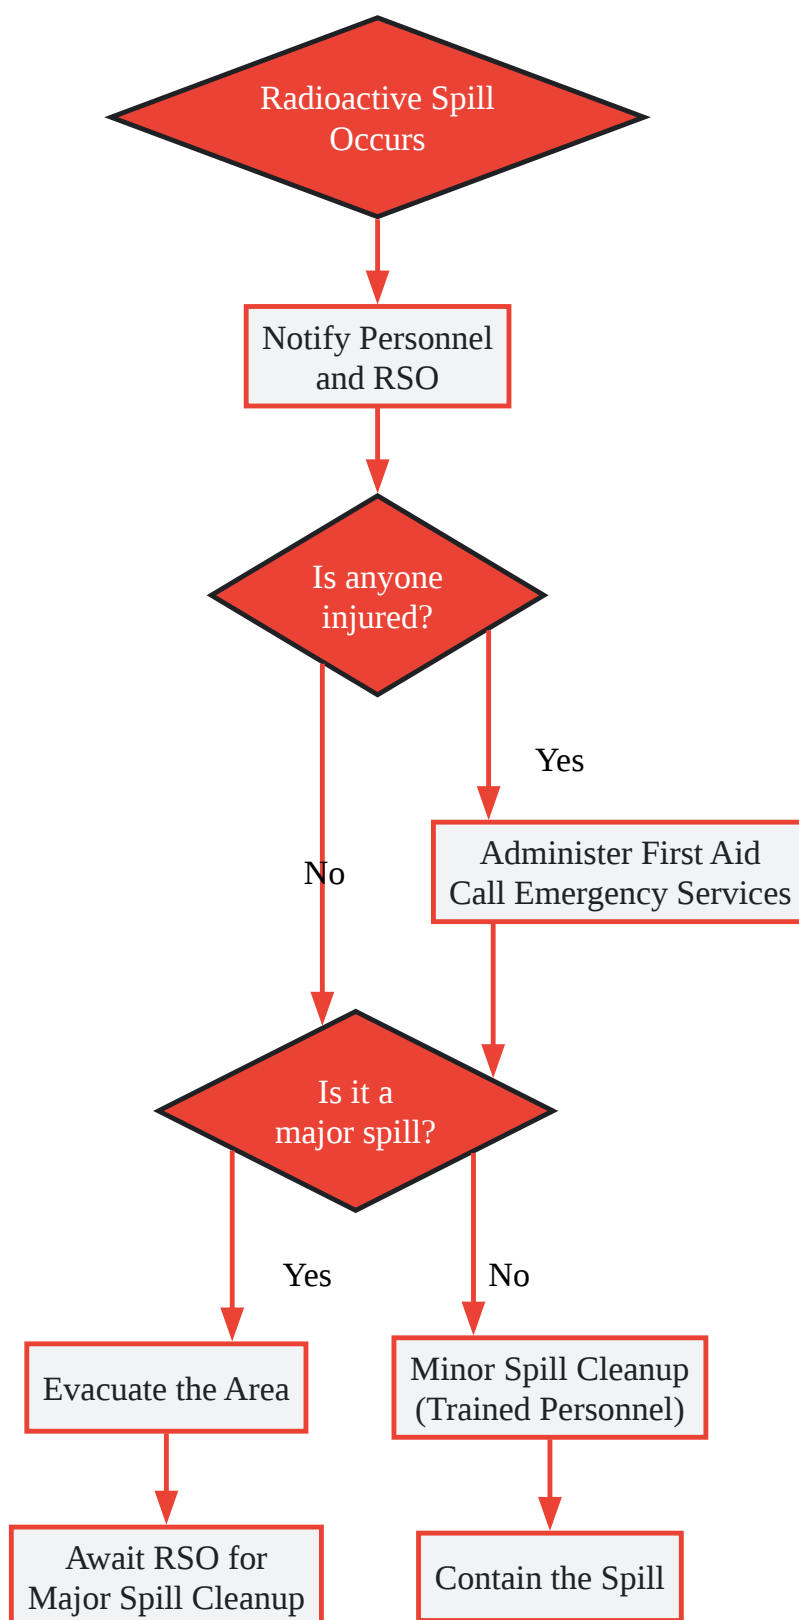 Radioactive Spill
Occurs
Notify Personnel
and RSO
Is anyone
injured?
Yes
Administer First Aid
Call Emergency Services
No
Is it a
major spill?
Yes
No
Evacuate the Area
Minor Spill Cleanup
(Trained Personnel)
Await RSO for
Major Spill Cleanup
Contain the Spill